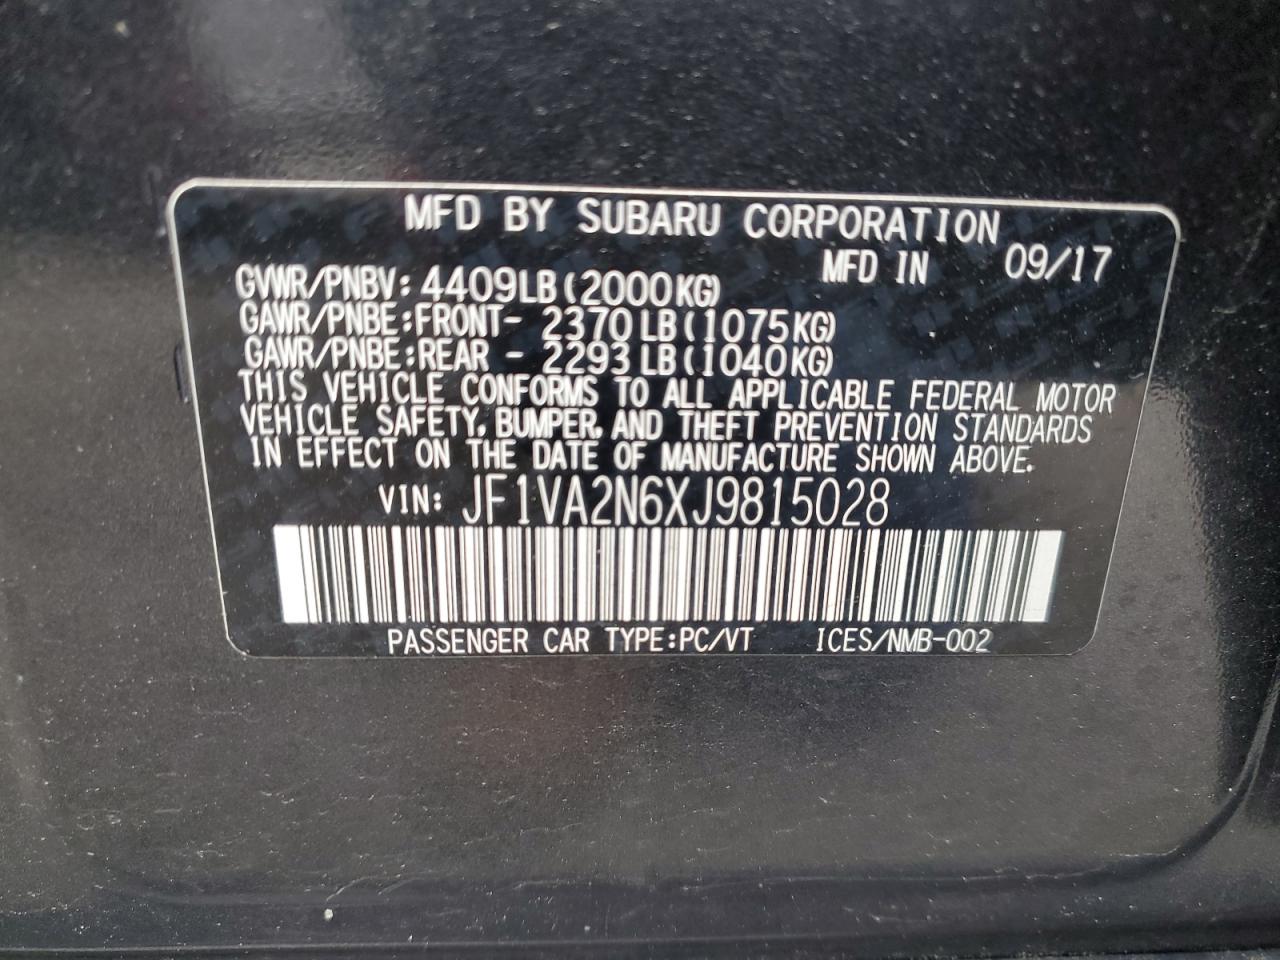 MFD BY SUBARU CORPORATION
MFD IN 09/17
GVWR/PNBV: 4409LB(2000KG)
GAWR/PNBE:FRONT- 2370LB(1075KG)
GAWR/PNBE:REAR - 2293LB(1040KG)
THIS VEHICLE CONFORMS TO ALL APPLICABLE FEDERAL MOTOR
VEHICLE SAFETY, BUMPER, AND THEFT PREVENTION STANDARDS
IN EFFECT ON THE DATE OF MANUFACTURE SHOWN ABOVE.
VIN: JF1VA2N6XJ9815028
PASSENGER CAR TYPE:PC/VT ICES/NMB-002